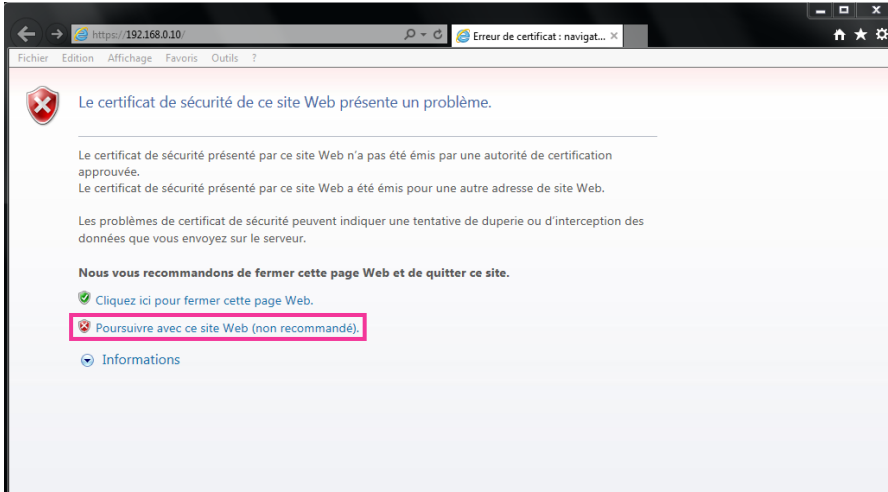 https://192.168.0.10/
Erreur de certificat : navigat...
Fichier Edition Affichage Favoris Outils ?
Le certificat de sécurité de ce site Web présente un problème.
Le certificat de sécurité présenté par ce site Web n'a pas été émis par une autorité de certification
approuvée.
Le certificat de sécurité présenté par ce site Web a été émis pour une autre adresse de site Web.
Les problèmes de certificat de sécurité peuvent indiquer une tentative de duperie ou d'interception des
données que vous envoyez sur le serveur.
Nous vous recommandons de fermer cette page Web et de quitter ce site.
Cliquez ici pour fermer cette page Web.
Poursuivre avec ce site Web (non recommandé).
Informations